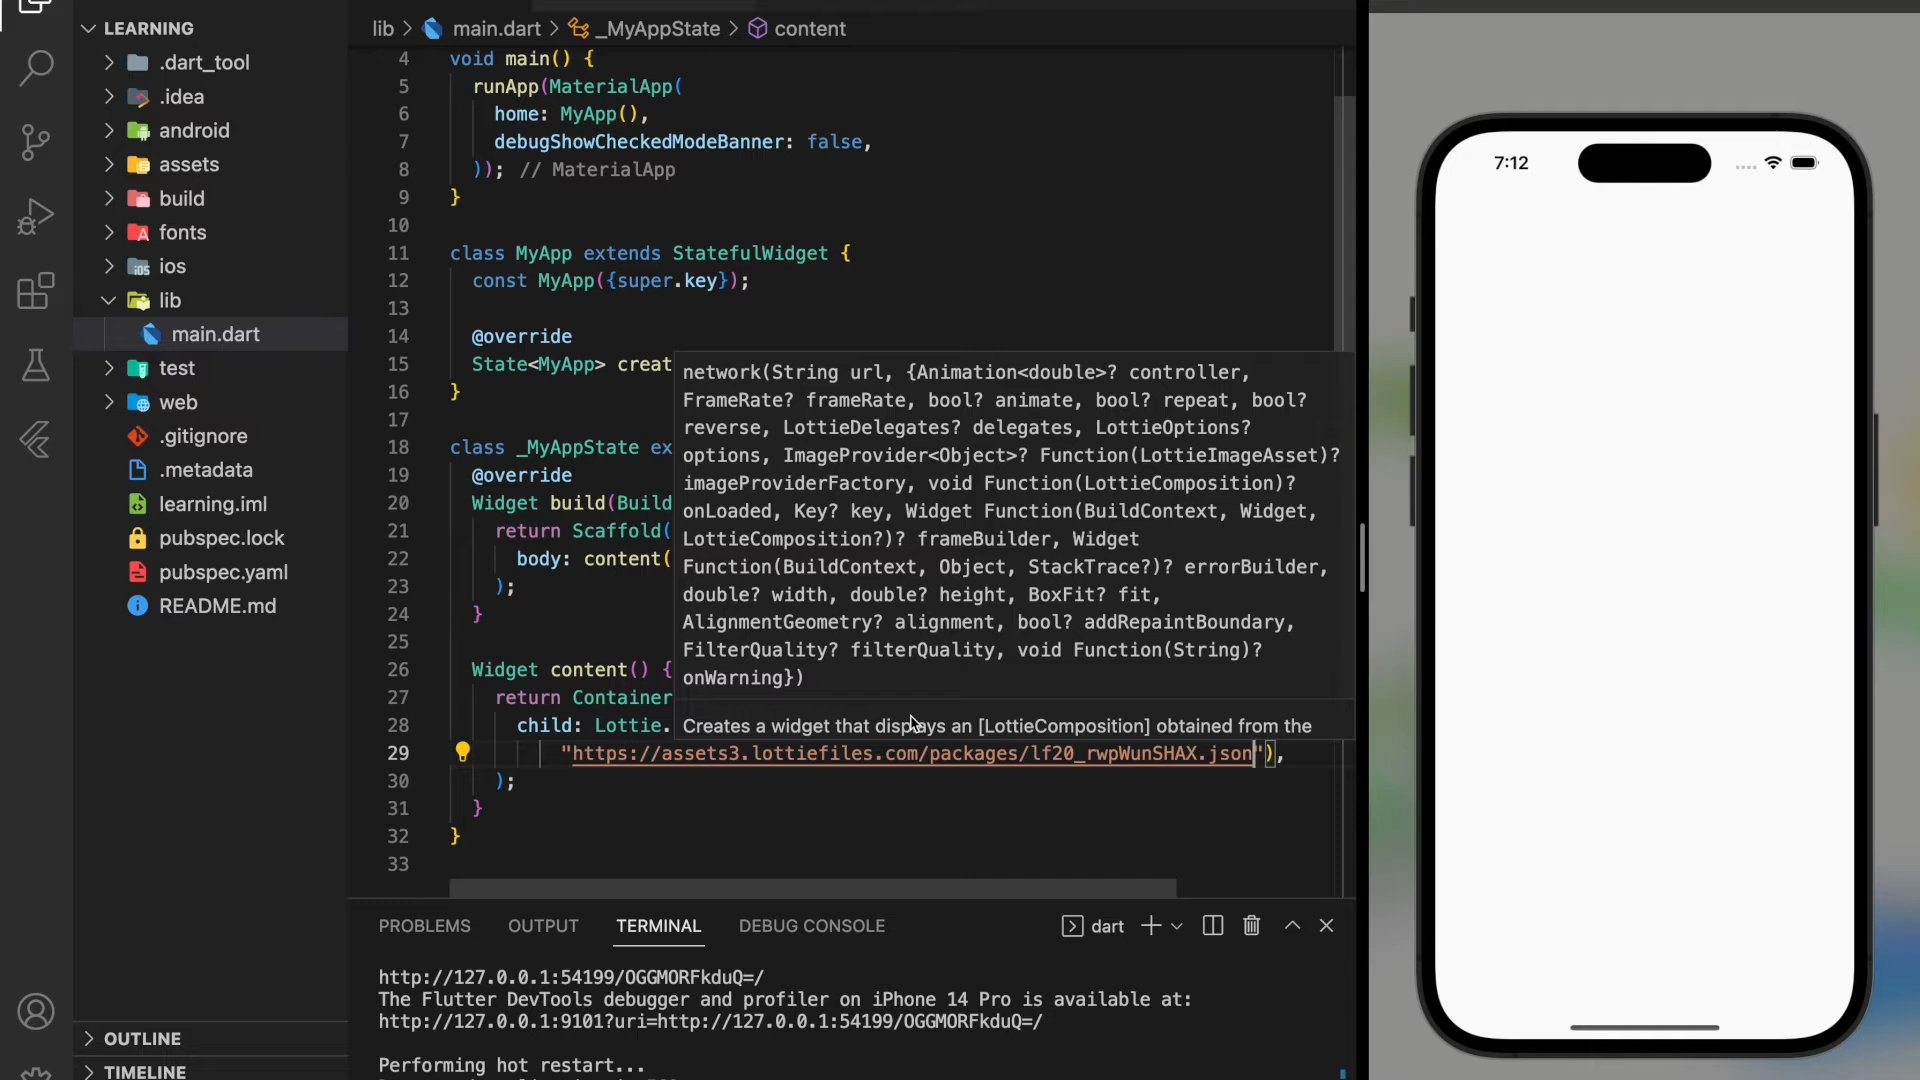 LEARNING
.dart_tool
.idea
android
assets
build
fonts
ios
lib
main.dart
test
web
.gitignore
.metadata
learning.iml
pubspec.lock
pubspec.yaml
README.md
OUTLINE
TIMELINE
lib > main.dart > _MyAppState > content
4 void main() {
5 runApp(MaterialApp(
6 home: MyApp(),
7 debugShowCheckedModeBanner: false,
8 )); // MaterialApp
9 }
10
11 class MyApp extends StatefulWidget {
12 const MyApp({super.key});
13
14 @override
15 State<MyApp> creat
16 }
17
18 class _MyAppState ex
19 @override
20 Widget build(Build
21 return Scaffold(
22 body: content(
23 );
24 }
25
26 Widget content() {
27 return Container
28 child: Lottie.
29 "https://assets3.lottiefiles.com/packages/lf20_rwpWunSHAX.json"),
30 );
31 }
32 }
33
network(String url, {Animation<double>? controller,
FrameRate? frameRate, bool? animate, bool? repeat, bool?
reverse, LottieDelegates? delegates, LottieOptions?
options, ImageProvider<Object>? Function(LottieImageAsset)?
imageProviderFactory, void Function(LottieComposition)?
onLoaded, Key? key, Widget Function(BuildContext, Widget,
LottieComposition?)? frameBuilder, Widget
Function(BuildContext, Object, StackTrace?)? errorBuilder,
double? width, double? height, BoxFit? fit,
AlignmentGeometry? alignment, bool? addRepaintBoundary,
FilterQuality? filterQuality, void Function(String)?
onWarning})
Creates a widget that displays an [LottieComposition] obtained from the
PROBLEMS OUTPUT TERMINAL DEBUG CONSOLE dart
http://127.0.0.1:54199/OGGMORFkduQ=/
The Flutter DevTools debugger and profiler on iPhone 14 Pro is available at:
http://127.0.0.1:9101?uri=http://127.0.0.1:54199/OGGMORFkduQ=/
Performing hot restart...
7:12